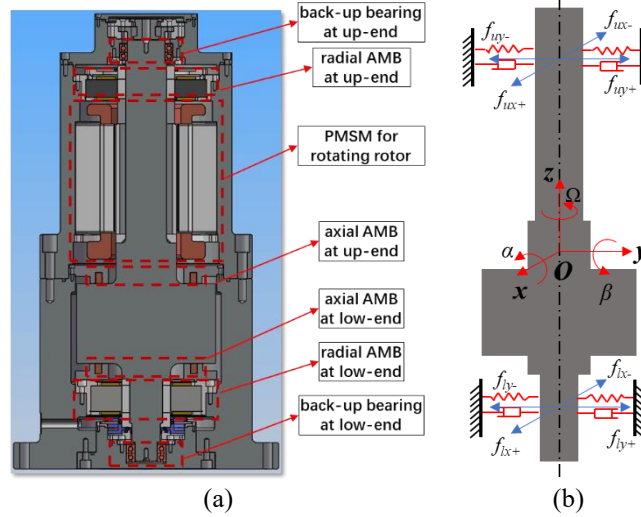 back-up bearing
at up-end
radial AMB
at up-end
PMSM for
rotating rotor
axial AMB
at up-end
axial AMB
at low-end
radial AMB
at low-end
back-up bearing
at low-end
(a)
fuy-
fux-
fux+
fuy+
z
Ω
α
x
O
y
β
fly-
flx-
flx+
fly+
(b)